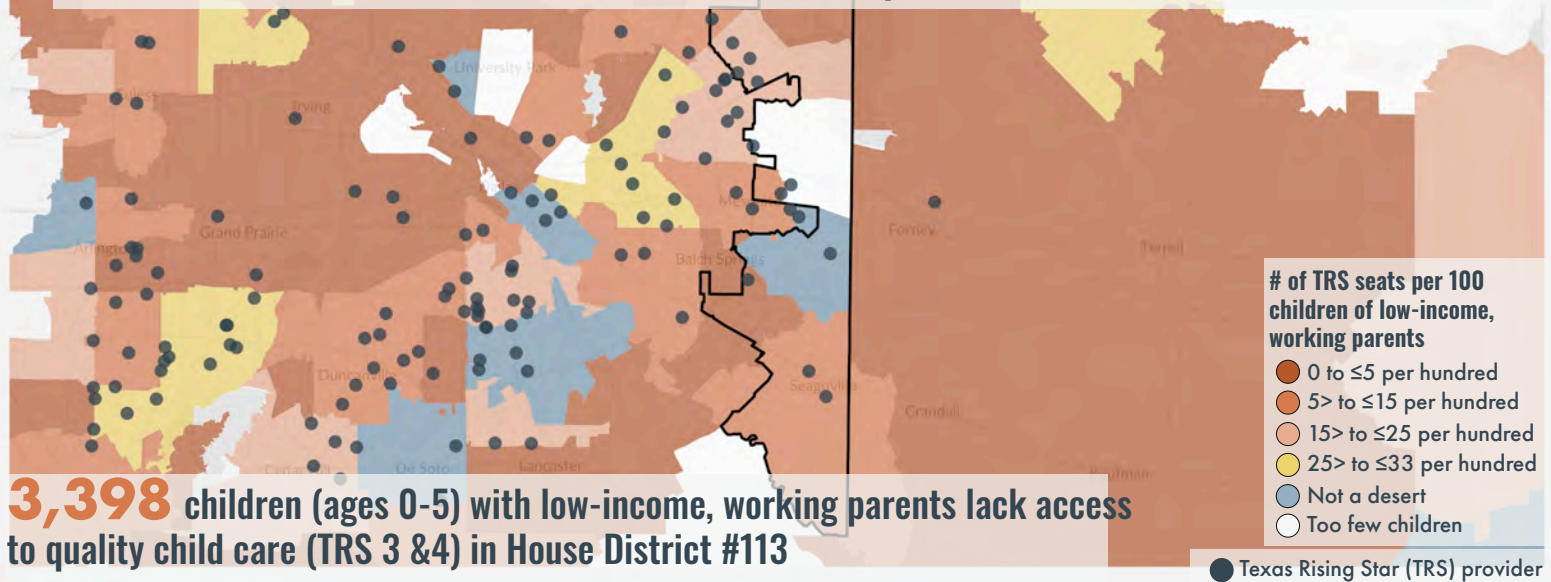 University Park
Euless
Irving
Grand Prairie
Arlington
Balch Springs
Forney
Terrell
Duncanville
Seagoville
Crandall
Cedar Hill
De Soto
Lancaster
Kaufman
# of TRS seats per 100
children of low-income,
working parents
0 to ≤5 per hundred
5> to ≤15 per hundred
15> to ≤25 per hundred
25> to ≤33 per hundred
Not a desert
Too few children
3,398 children (ages 0-5) with low-income, working parents lack access
to quality child care (TRS 3 &4) in House District #113
Texas Rising Star (TRS) provider